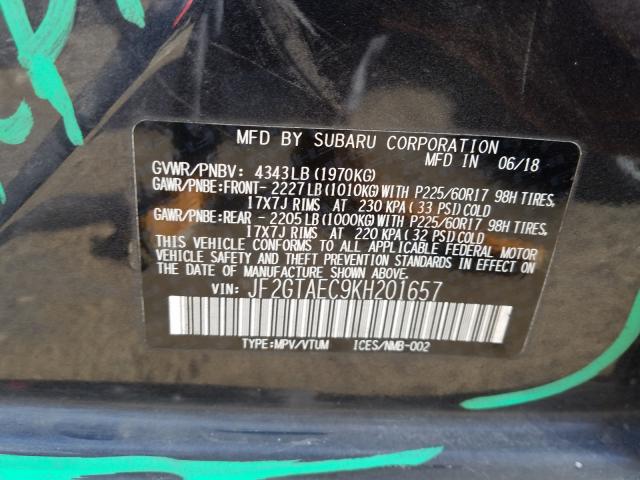 MFD BY SUBARU CORPORATION
MFD IN 06/18
GVWR/PNBV: 4343LB (1970KG)
GAWR/PNBE:FRONT-2227LB(1010KG)WITH P225/60R17 98H TIRES,
17X7J RIMS AT 230 KPA ( 33 PSI)COLD
GAWR/PNBE:REAR -2205LB(1000KG)WITH P225/60R17 98H TIRES,
17X7J RIMS AT 220 KPA ( 32 PSI)COLD
THIS VEHICLE CONFORMS TO ALL APPLICABLE FEDERAL MOTOR
VEHICLE SAFETY AND THEFT PREVENTION STANDARDS IN EFFECT
ON THE DATE OF MANUFACTURE SHOWN ABOVE.
VIN: JF2GTAEC9KH201657
TYPE:MPV/VTUM ICES/NMB-002